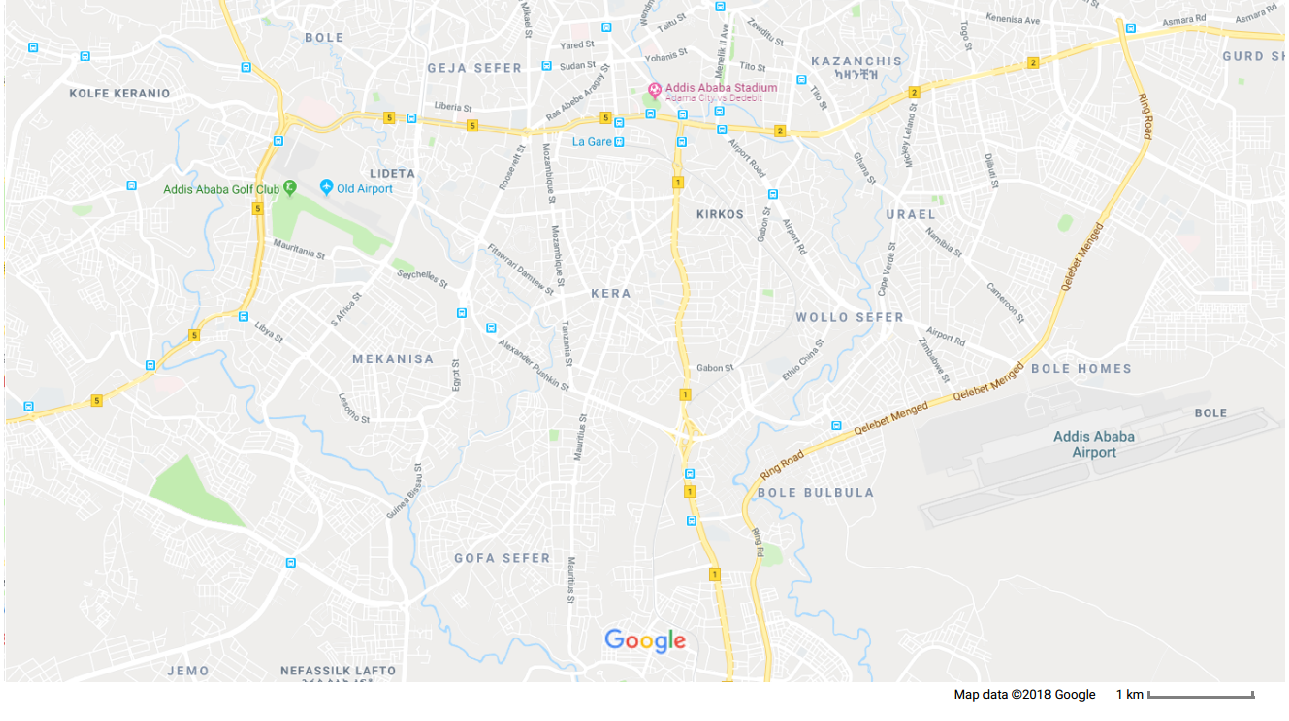 Mikael St
Wendm
Taitu St
Zewditu St
Kenenisa Ave
Asmara Rd
Asmara Rd
BOLE
Yared St
Yohanis St
Menelik II Ave
Togo St
GURD SH
GEJA SEFER
Sudan St
Tito St
KAZANCHIS
ካዛንቺስ
2
KOLFE KERANIO
Ras Abebe Aragay St
Addis Ababa Stadium
Adama City vs Dedebit
Tito St
2
Liberia St
Ring Road
5
5
5
2
La Gare
Airport Road
Mickey Leland St
Roosevelt St
Mozambique St
Ghana St
Djibuti St
LIDETA
Addis Ababa Golf Club
Old Airport
1
5
KIRKOS
URAEL
Gabon St
Airport Rd
Namibia St
Mauritania St
Fitawrari Damtew St
Mozambique St
Qelebet Menged
Seychelles St
Cape Verde St
KERA
Cameroon St
s Africa St
WOLLO SEFER
Libya St
5
Tanzania St
Airport Rd
MEKANISA
Alexander Pushkin St
Ethio China St
Zimbabwe St
Egypt St
Gabon St
BOLE HOMES
Qelebet Menged
5
Lesotho St
1
BOLE
Qelebet Menged
Mauritius St
Addis Ababa
Airport
Ring Road
Guinea Bissau St
1
BOLE BULBULA
Ring Rd
GOFA SEFER
Mauritius St
1
Google
JEMO
NEFASSILK LAFTO
Map data ©2018 Google 1 km